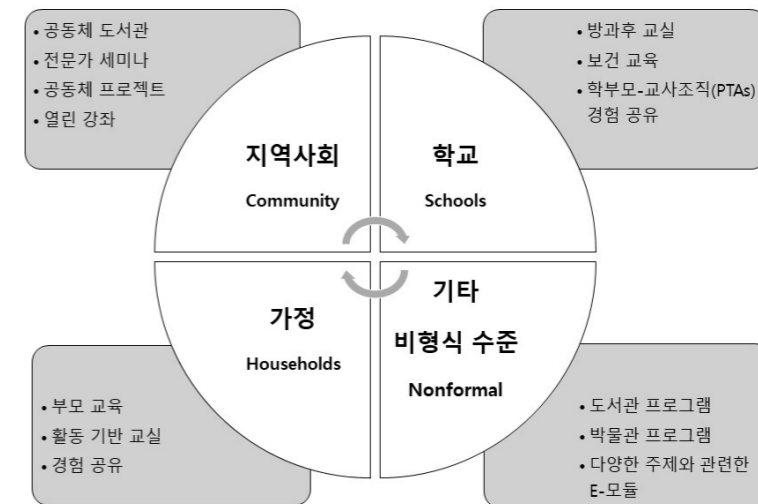 • 공동체 도서관
• 전문가 세미나
• 공동체 프로젝트
• 열린 강좌
• 방과후 교실
• 보건 교육
• 학부모-교사조직(PTAs)
경험 공유
지역사회
Community
학교
Schools
가정
Households
기타
비형식 수준
Nonformal
• 부모 교육
• 활동 기반 교실
• 경험 공유
• 도서관 프로그램
• 박물관 프로그램
• 다양한 주제와 관련한
E-모듈